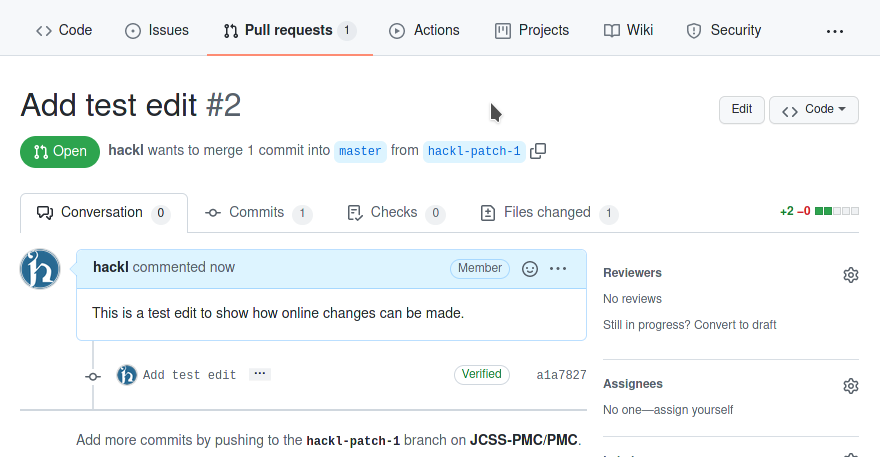 Code Issues Pull requests 1 Actions Projects Wiki Security
Add test edit #2
Edit Code
Open hackl wants to merge 1 commit into master from hackl-patch-1
Conversation 0 Commits 1 Checks 0 Files changed 1 +2 −0
hackl commented now Member
This is a test edit to show how online changes can be made.
Add test edit Verified a1a7827
Add more commits by pushing to the hackl-patch-1 branch on JCSS-PMC/PMC.
Reviewers
No reviews
Still in progress? Convert to draft
Assignees
No one—assign yourself